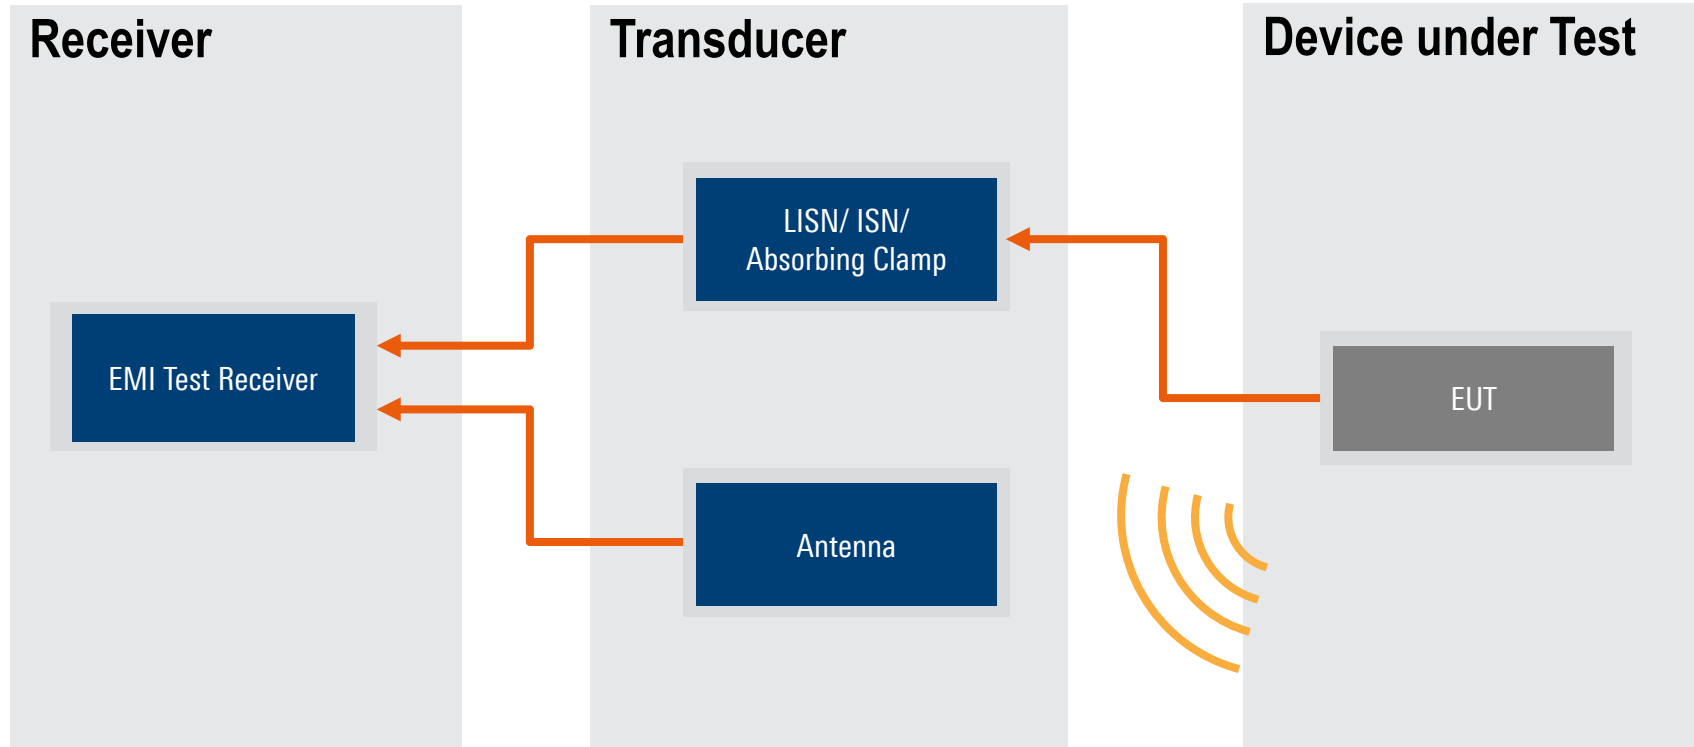 Receiver
Transducer
Device under Test
LISN/ ISN/
Absorbing Clamp
EMI Test Receiver
EUT
Antenna